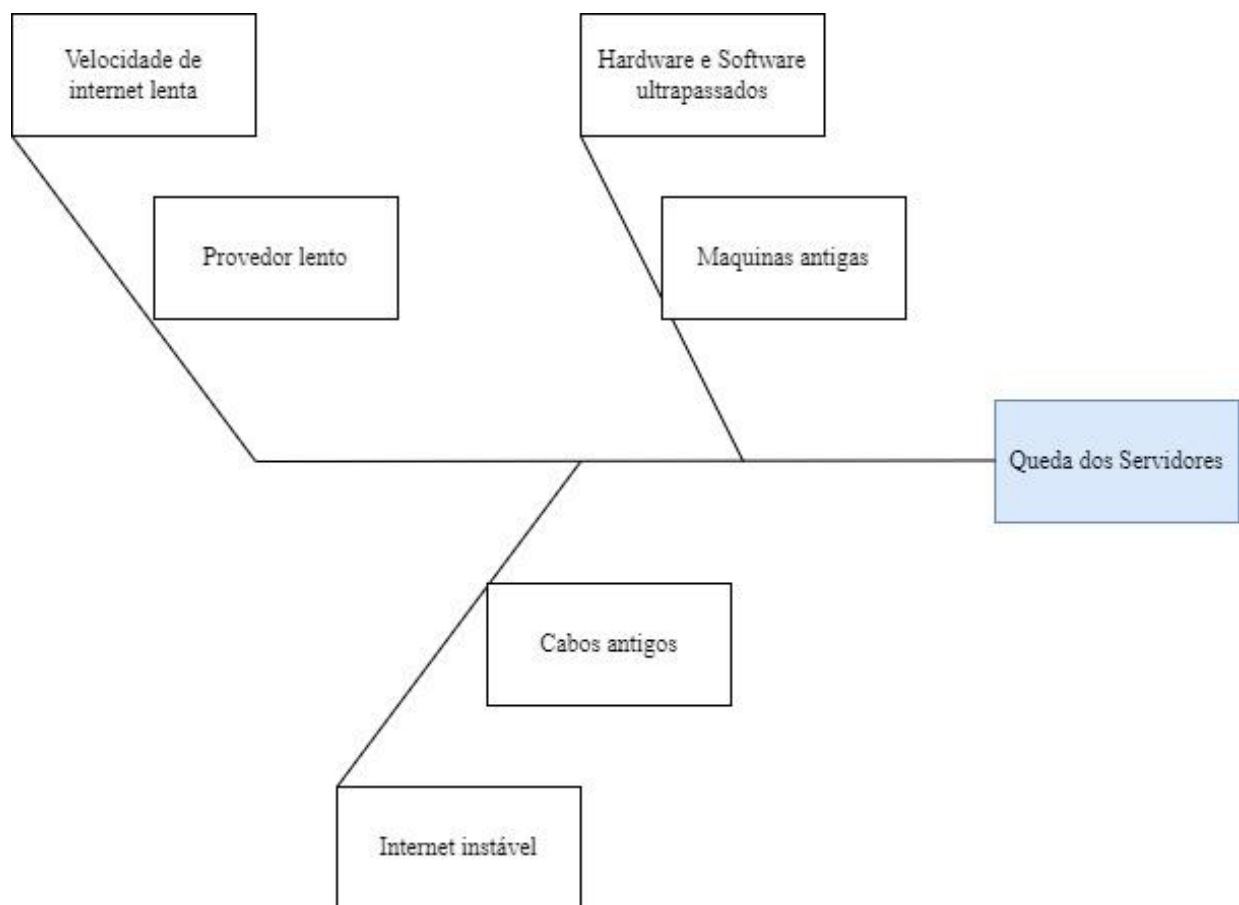 Velocidade de
internet lenta
Hardware e Software
ultrapassados
Provedor lento
Maquinas antigas
Queda dos Servidores
Cabos antigos
Internet instável